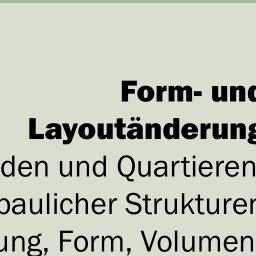 Form- und
Layoutänderung
den und Quartieren
baulicher Strukturen
ung, Form, Volumen